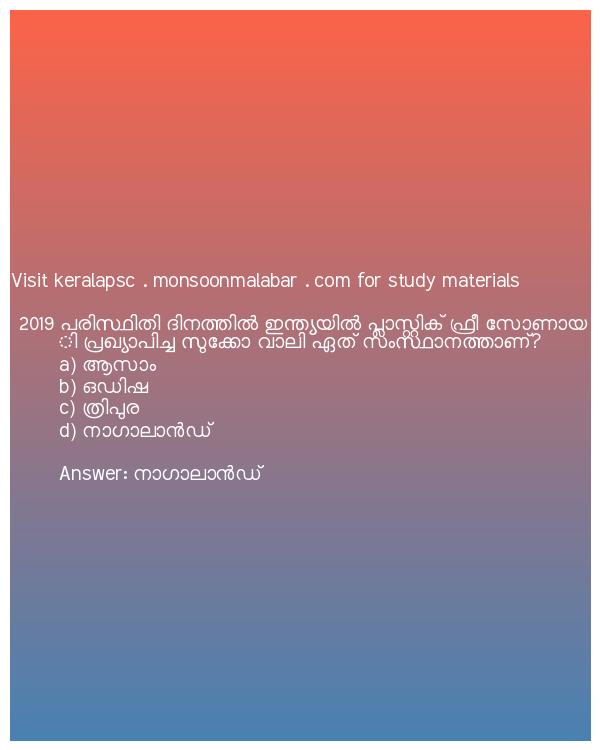 Visit keralapsc . monsoonmalabar . com for study materials
2019 പരിസ്ഥിതി ദിനത്തിൽ ഇന്ത്യയിൽ പ്ലാസ്റ്റിക് ഫ്രീ സോണായ
ി പ്രഖ്യാപിച്ച സുക്കോ വാലി ഏത് സംസ്ഥാനത്താണ്?
a) ആസാം
b) ഒഡിഷ
c) ത്രിപുര
d) നാഗാലാൻഡ്
Answer: നാഗാലാൻഡ്